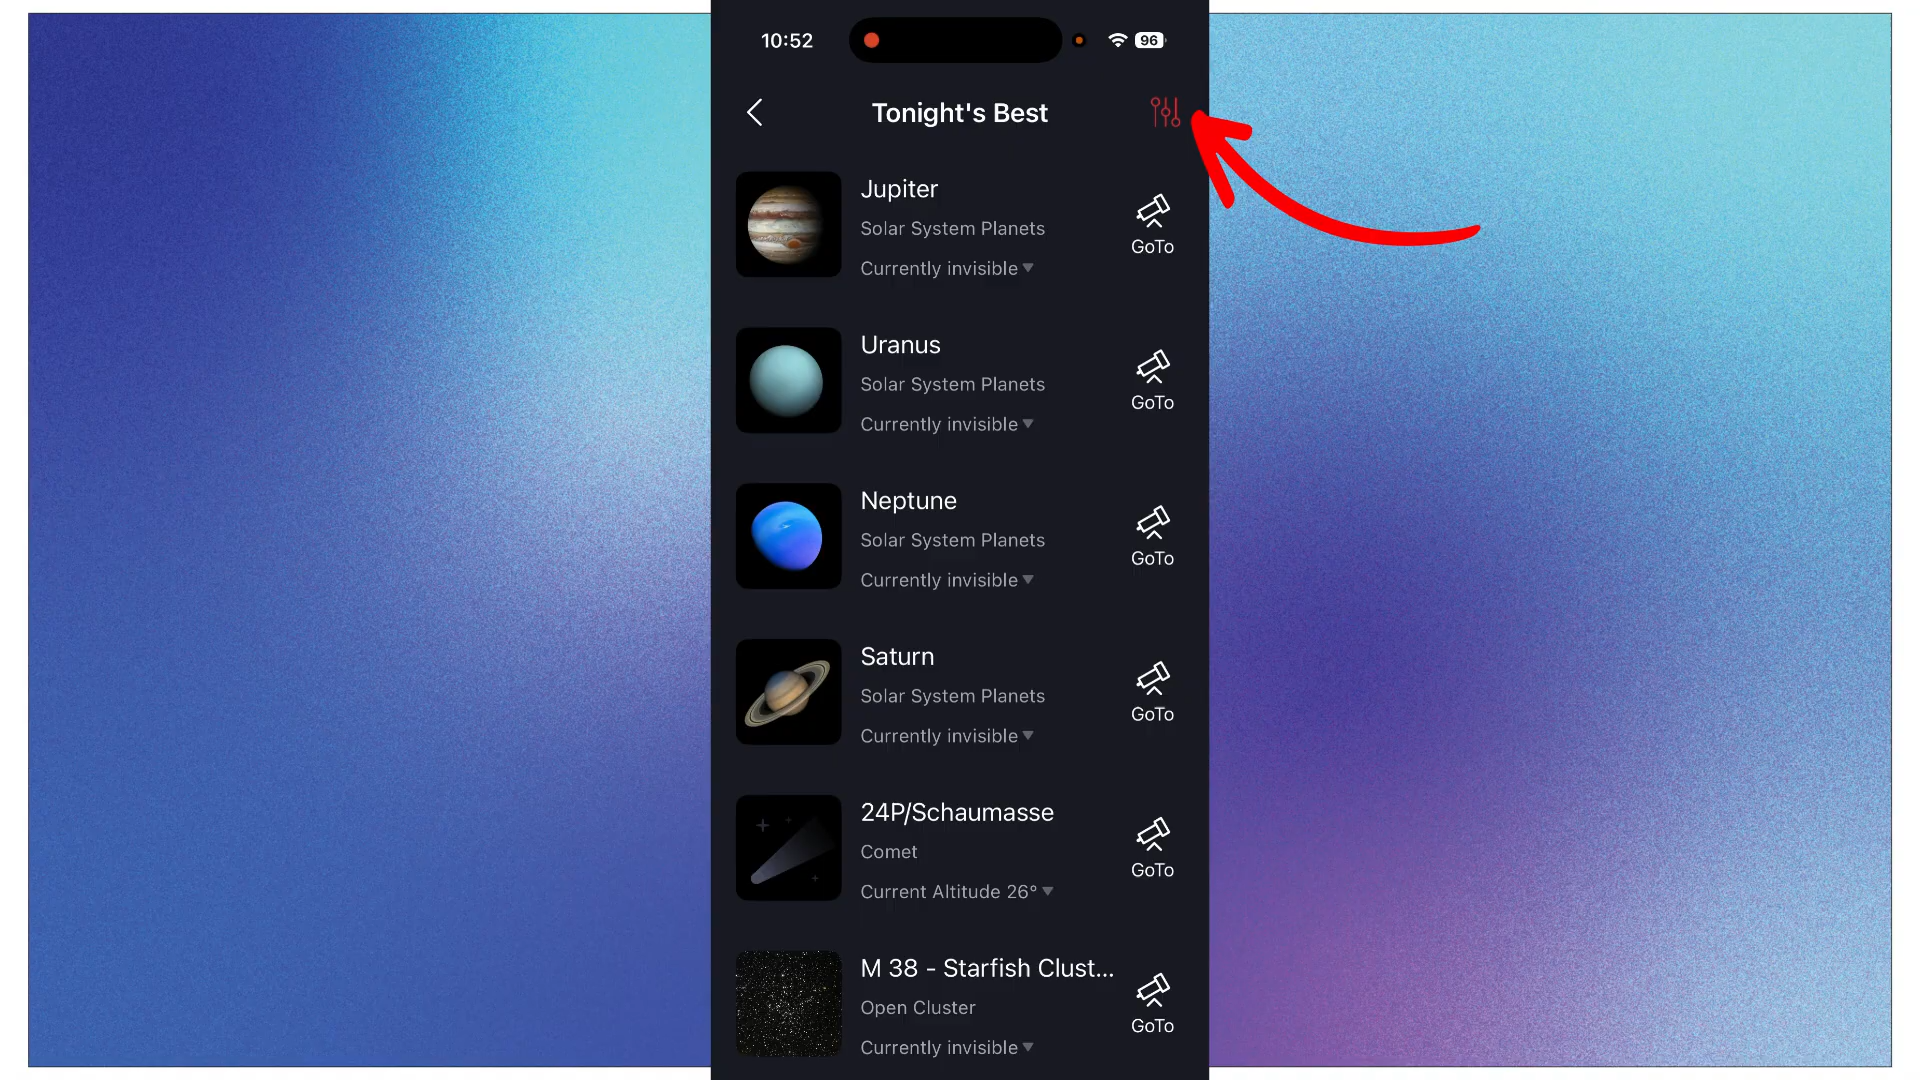 10:52
96
Tonight's Best
Jupiter
Solar System Planets
Currently invisible
GoTo
Uranus
Solar System Planets
Currently invisible
GoTo
Neptune
Solar System Planets
Currently invisible
GoTo
Saturn
Solar System Planets
Currently invisible
GoTo
24P/Schaumasse
Comet
Current Altitude 26°
GoTo
M 38 - Starfish Clust...
Open Cluster
Currently invisible
GoTo